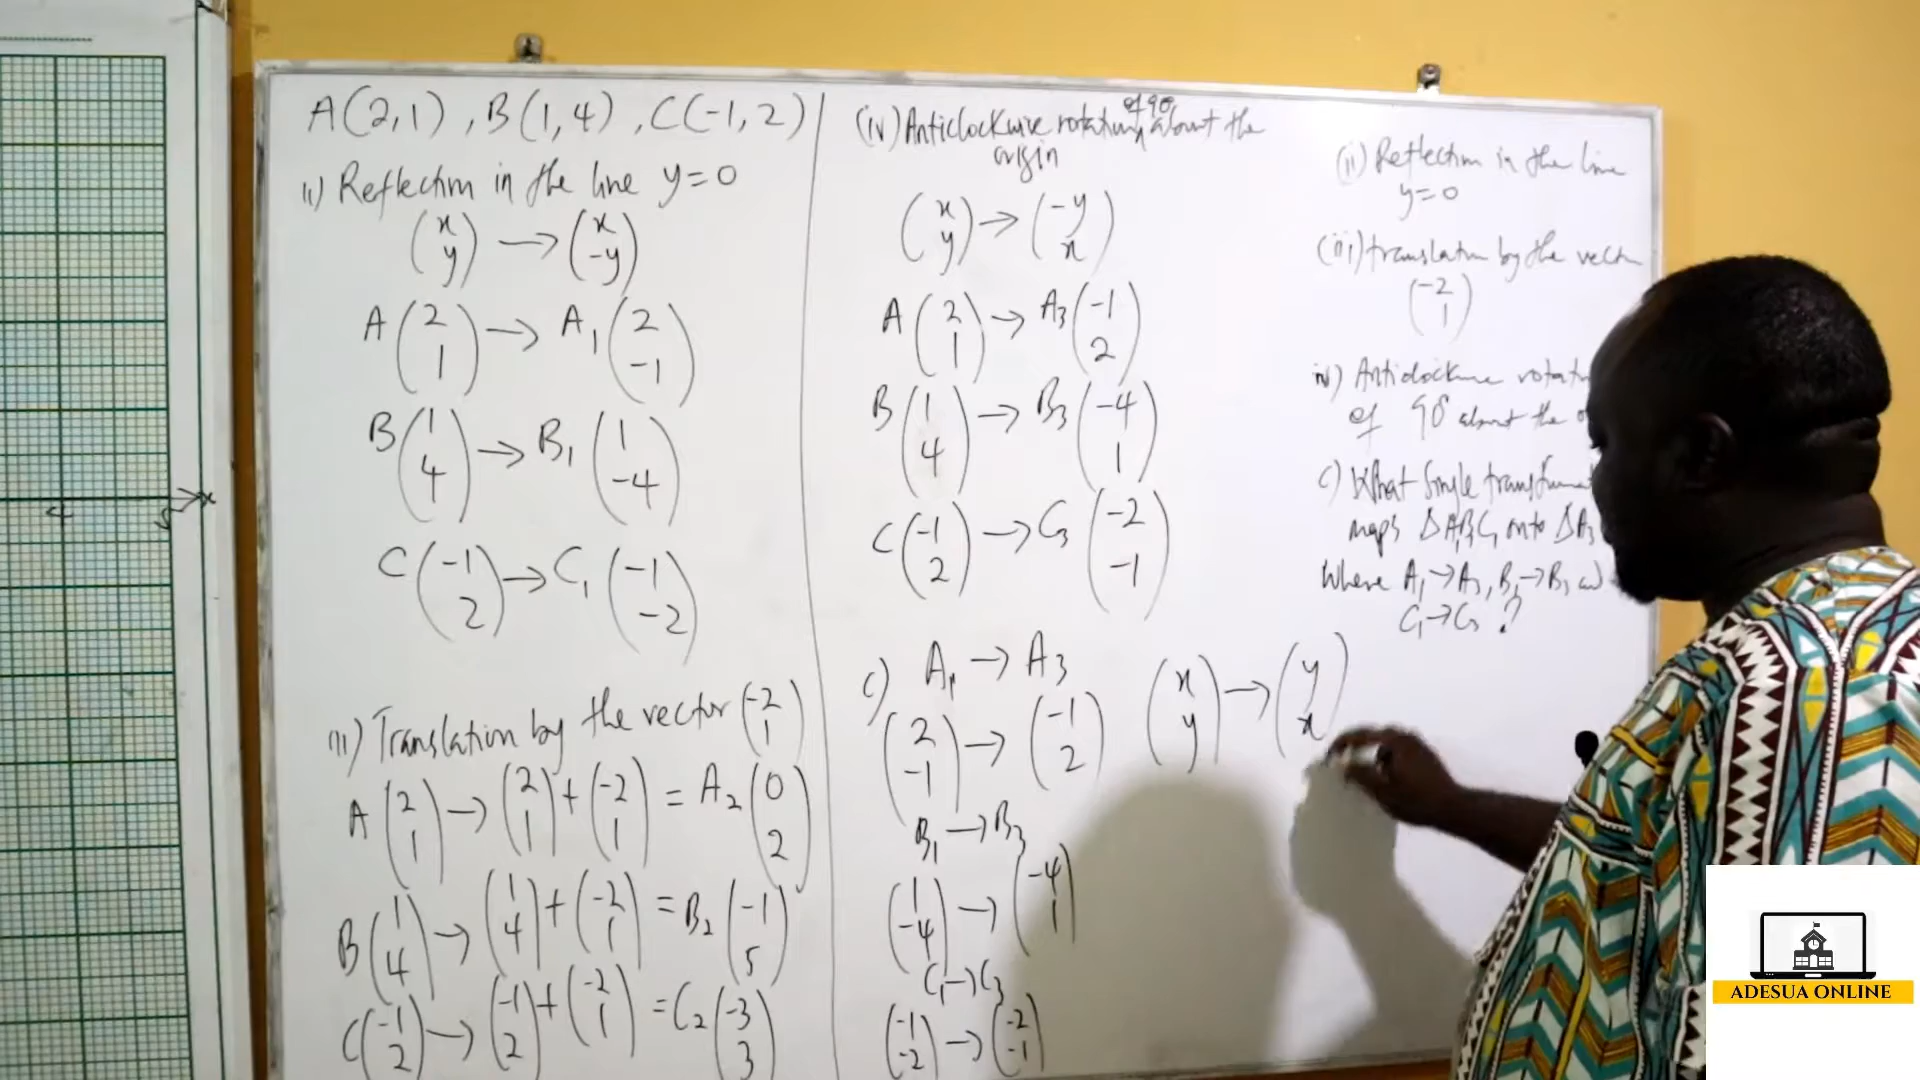 A(2,1), B(1,4), C(-1,2)
ii) Reflection in the line y=0
(x y) → (x -y)
A (2 1) → A₁ (2 -1)
B (1 4) → B₁ (1 -4)
C (-1 2) → C₁ (-1 -2)
iii) Translation by the vector (-2 1)
A (2 1) → (2 1) + (-2 1) = A₂ (0 2)
B (1 4) → (1 4) + (-2 1) = B₂ (-1 5)
C (-1 2) → (-1 2) + (-2 1) = C₂ (-3 3)
(iv) Anticlockwise rotation of 90° about the
origin
(x y) → (-y x)
A (2 1) → A₃ (-1 2)
B (1 4) → B₃ (-4 1)
C (-1 2) → C₃ (-2 -1)
c) A₁ → A₃
(2 -1) → (-1 2) (x y) → (y x)
B₁ → B₃
(1 -4) → (-4 1)
C₁ → C₃
(-1 -2) → (-2 -1)
(ii) Reflection in the line
y=0
(iii) translation by the vector
(-2 1)
iv) Anticlockwise
of 90° about the
c) What Single
maps ΔA₁B₁C₁ onto ΔA₃
Where A₁→A₃, B₁→B₃ and
C₁→C₃ ?
4
5
x
ADESUA ONLINE